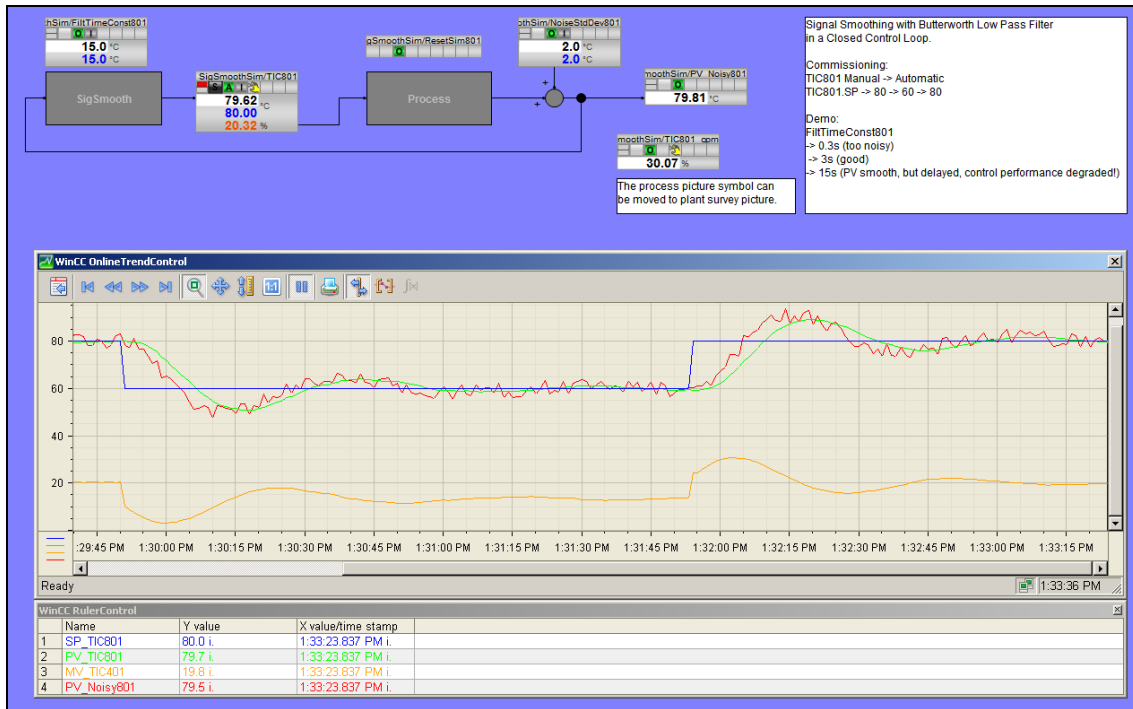 hSim/FiltTimeConst801
15.0 °C
15.0 °C
SigSmooth
SigSmoothSim/TIC801
S A I
79.62 °C
80.00
20.32 %
gSmoothSim/ResetSim801
Process
othSim/NoiseStdDev801
2.0 °C
2.0 °C
+
+
moothSim/PV_Noisy801
79.81 °C
moothSim/TIC801_cpm
30.07 %
The process picture symbol can
be moved to plant survey picture.
Signal Smoothing with Butterworth Low Pass Filter
in a Closed Control Loop.
Commissioning:
TIC801 Manual -> Automatic
TIC801.SP -> 80 -> 60 -> 80
Demo:
FiltTimeConst801
-> 0.3s (too noisy)
-> 3s (good)
-> 15s (PV smooth, but delayed, control performance degraded!)
WinCC OnlineTrendControl
1:1
80
60
40
20
:29:45 PM 1:30:00 PM 1:30:15 PM 1:30:30 PM 1:30:45 PM 1:31:00 PM 1:31:15 PM 1:31:30 PM 1:31:45 PM 1:32:00 PM 1:32:15 PM 1:32:30 PM 1:32:45 PM 1:33:00 PM 1:33:15 PM
Ready 1:33:36 PM
WinCC RulerControl
Name Y value X value/time stamp
1 SP_TIC801 80.0 i. 1:33:23.837 PM i.
2 PV_TIC801 79.7 i. 1:33:23.837 PM i.
3 MV_TIC401 19.8 i. 1:33:23.837 PM i.
4 PV_Noisy801 79.5 i. 1:33:23.837 PM i.